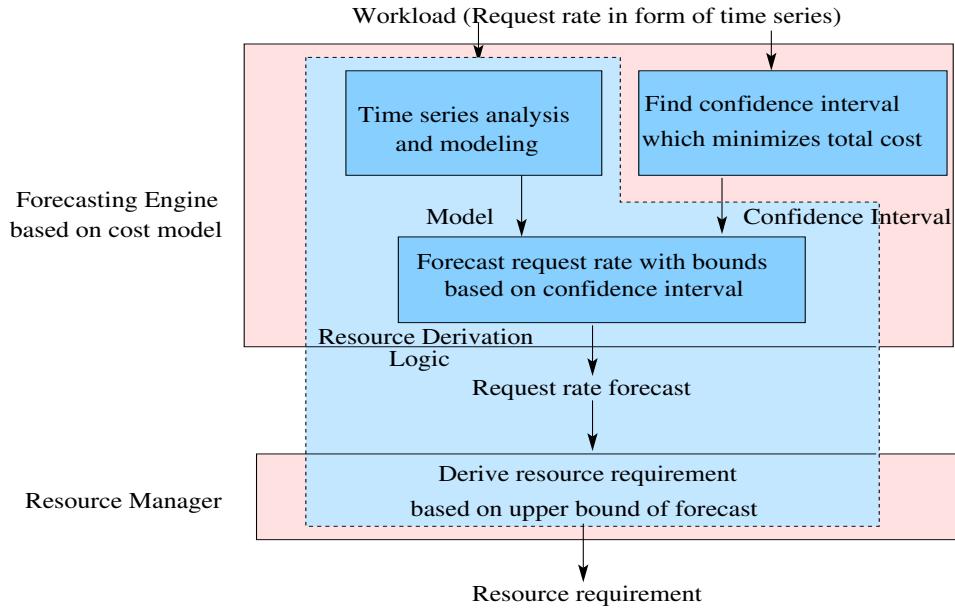 Workload (Request rate in form of time series)
Time series analysis
and modeling
Find confidence interval
which minimizes total cost
Forecasting Engine
based on cost model
Model
Confidence Interval
Forecast request rate with bounds
based on confidence interval
Resource Derivation
Logic
Request rate forecast
Resource Manager
Derive resource requirement
based on upper bound of forecast
Resource requirement